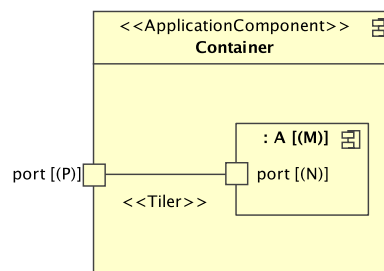 <<ApplicationComponent>>
Container
: A [(M)]
port [(P)]
port [(N)]
<<Tiler>>